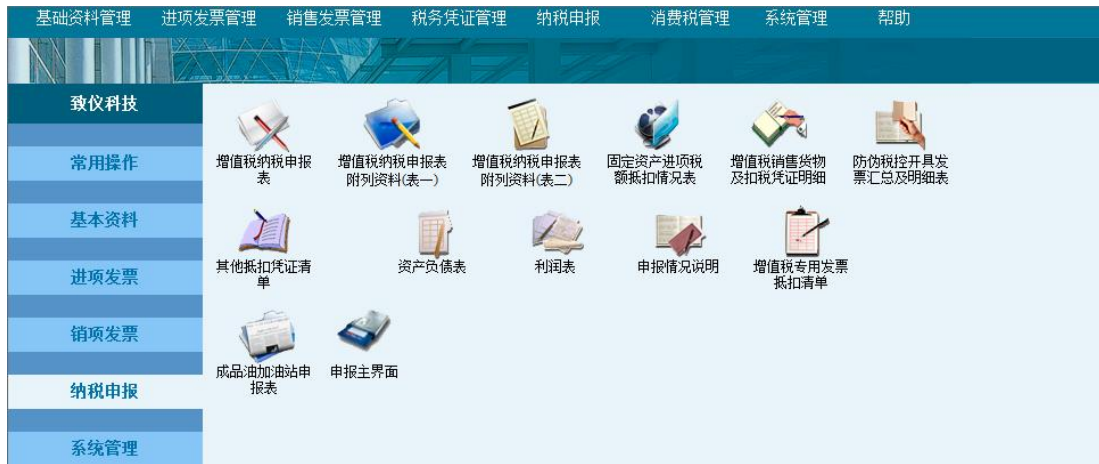 基础资料管理 进项发票管理 销售发票管理 税务凭证管理 纳税申报 消费税管理 系统管理 帮助
致仪科技
常用操作
基本资料
进项发票
销项发票
纳税申报
系统管理
增值税纳税申报
表
增值税纳税申报表
附列资料(表一)
增值税纳税申报表
附列资料(表二)
固定资产进项税
额抵扣情况表
增值税销售货物
及扣税凭证明细
防伪税控开具发
票汇总及明细表
其他抵扣凭证清
单
资产负债表
利润表
申报情况说明
增值税专用发票
抵扣清单
成品油加油站申
报表
申报主界面